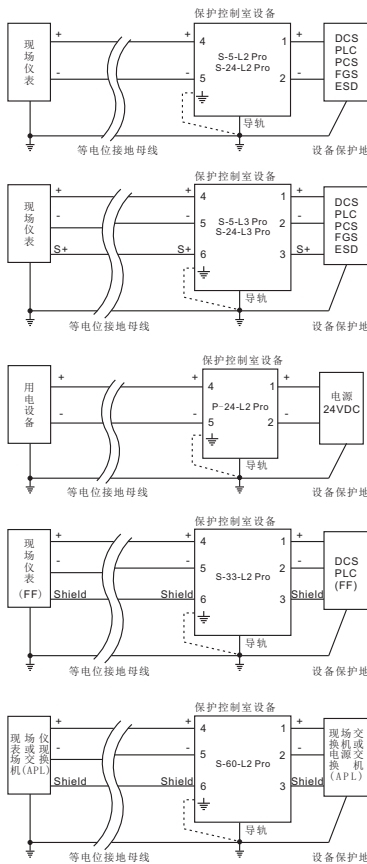 保护控制室设备
现场仪表
+
-
+
-
4
5
S-5-L2 Pro
S-24-L2 Pro
1
2
+
-
DCS
PLC
PCS
FGS
ESD
导轨
等电位接地母线
设备保护地
保护控制室设备
现场仪表
+
-
S+
+
-
S+
4
5
6
S-5-L3 Pro
S-24-L3 Pro
1
2
3
+
-
S+
DCS
PLC
PCS
FGS
ESD
导轨
等电位接地母线
设备保护地
保护控制室设备
用电设备
+
-
+
-
4
5
P-24-L2 Pro
1
2
+
-
电源
24VDC
导轨
等电位接地母线
设备保护地
保护控制室设备
现场仪表
(FF)
+
-
Shield
+
-
Shield
4
5
6
S-33-L2 Pro
1
2
3
+
-
Shield
DCS
PLC
(FF)
导轨
等电位接地母线
设备保护地
保护控制室设备
现场仪
表或现
场交换
机(APL)
+
-
Shield
+
-
Shield
4
5
6
S-60-L2 Pro
1
2
3
+
-
Shield
现场交
换机或
电源交
换机
(APL)
导轨
等电位接地母线
设备保护地